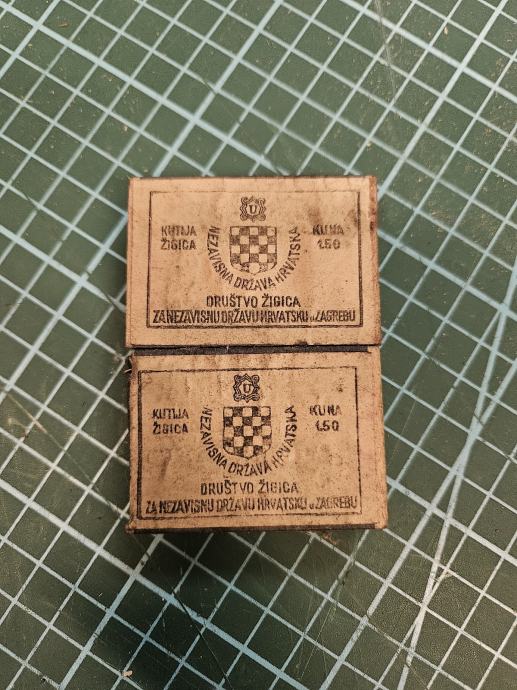 U
KUTIJA
ŽIGICA
NEZAVISNA DRŽAVA HRVATSKA
KUNA
1.50
DRUŠTVO ŽIGICA
ZA NEZAVISNU DRŽAVU HRVATSKU u ZAGREBU
U
KUTIJA
ŽIGICA
NEZAVISNA DRŽAVA HRVATSKA
KUNA
1.50
DRUŠTVO ŽIGICA
ZA NEZAVISNU DRŽAVU HRVATSKU u ZAGREBU